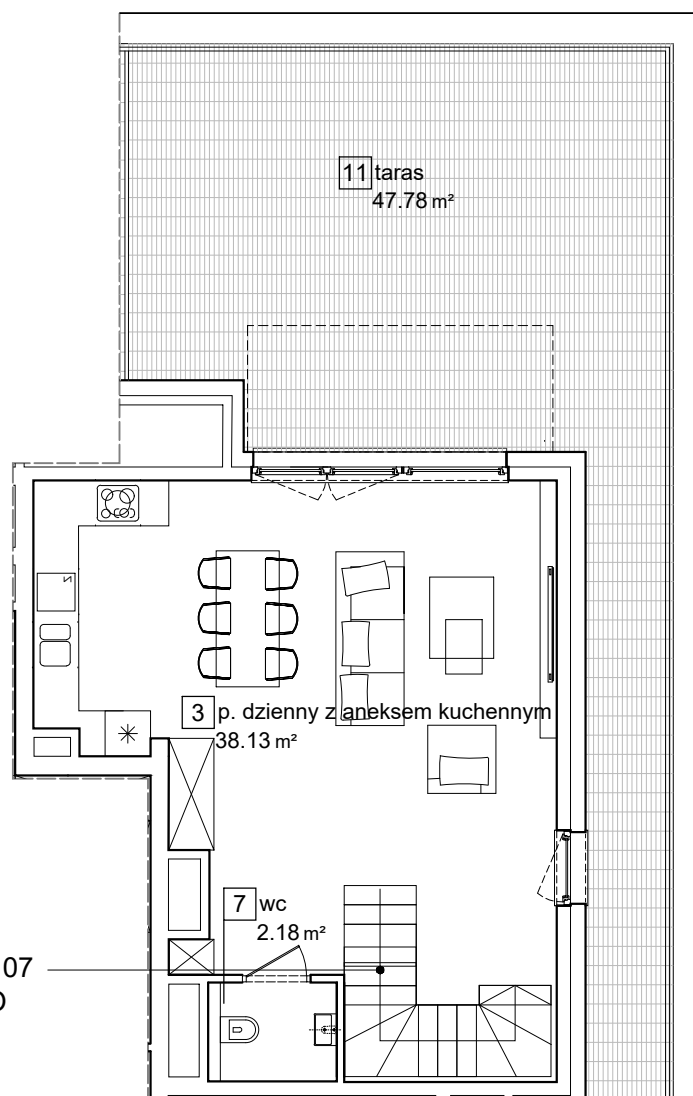 11 taras
47.78 m²
3 p. dzienny z aneksem kuchennym
38.13 m²
7 wc
2.18 m²
07